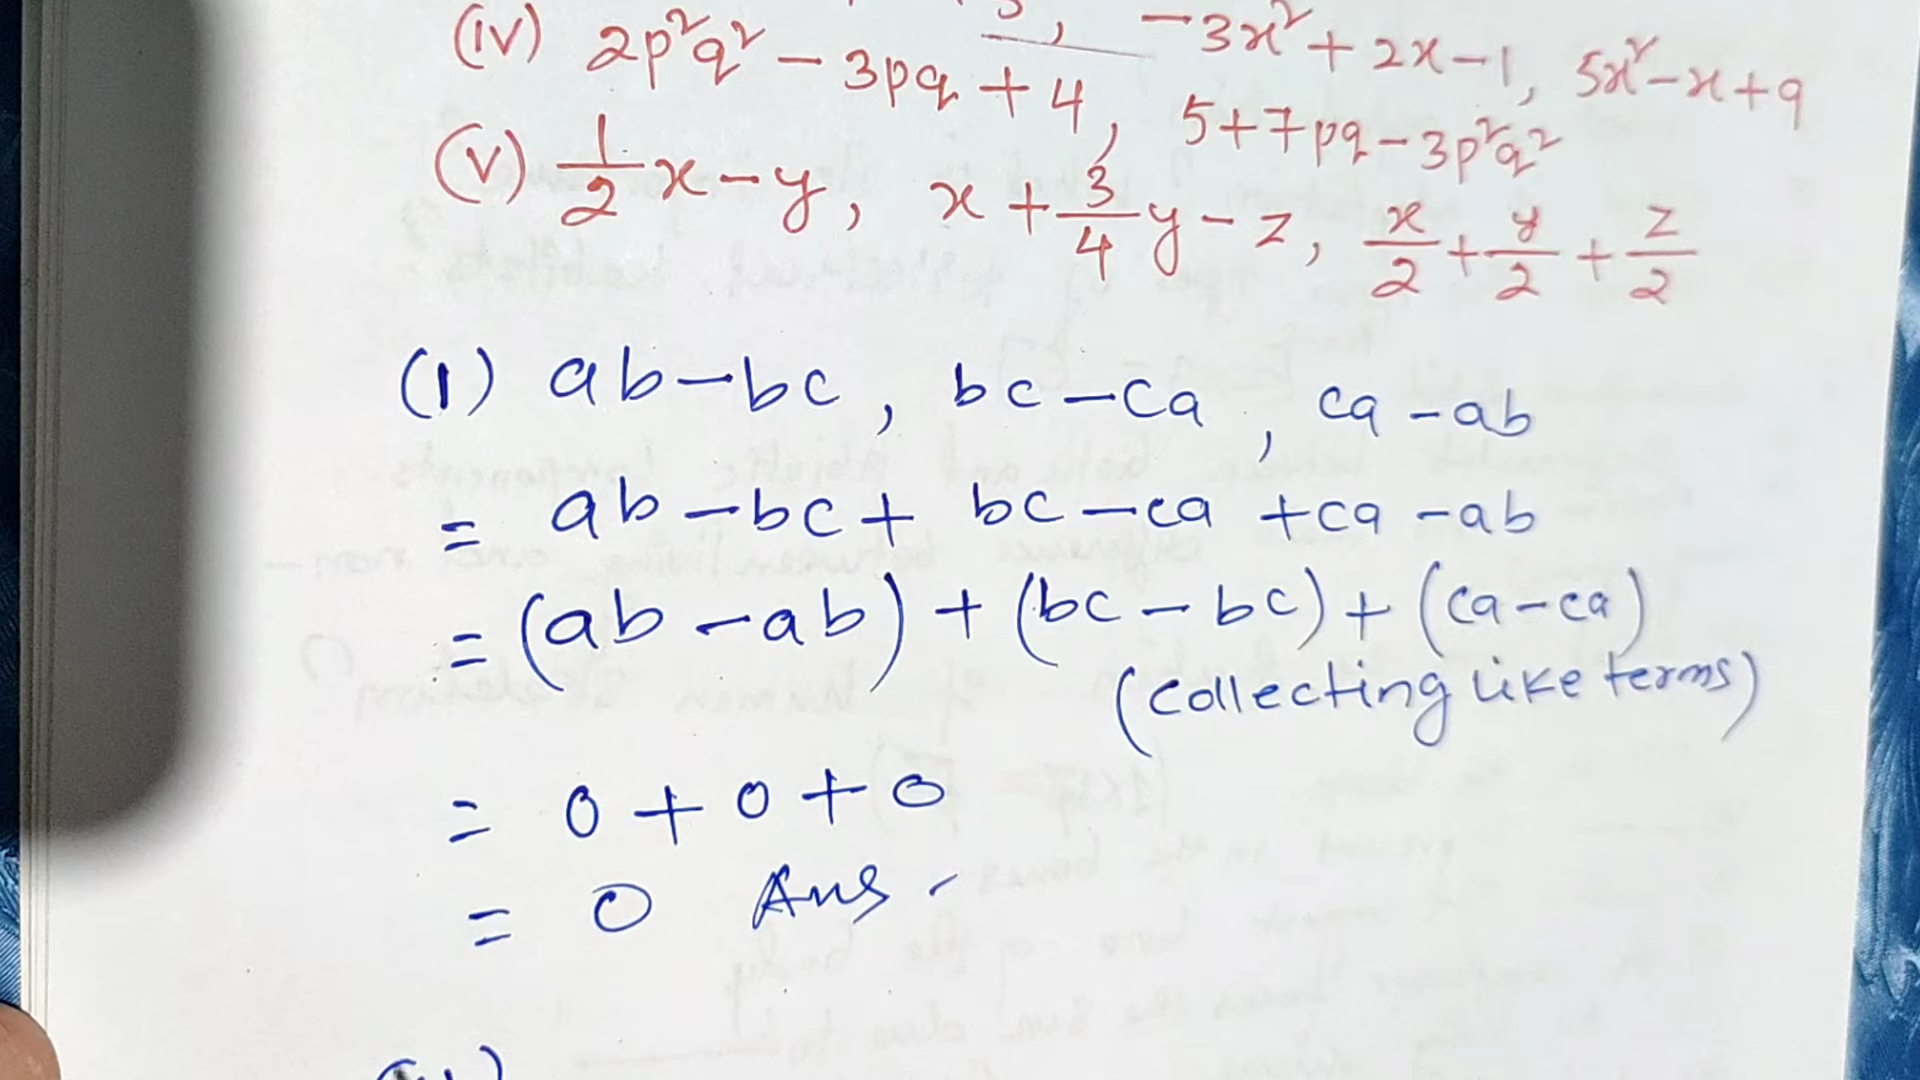 -3x² + 2x - 1, 5x² - x + 9
(iv) 2p²q² - 3pq + 4, 5 + 7pq - 3p²q²
(v) 1/2 x - y, x + 3/4 y - z, x/2 + y/2 + z/2
(1) ab - bc, bc - ca, ca - ab
= ab - bc + bc - ca + ca - ab
= (ab - ab) + (bc - bc) + (ca - ca)
(collecting like terms)
= 0 + 0 + 0
= 0 Ans -